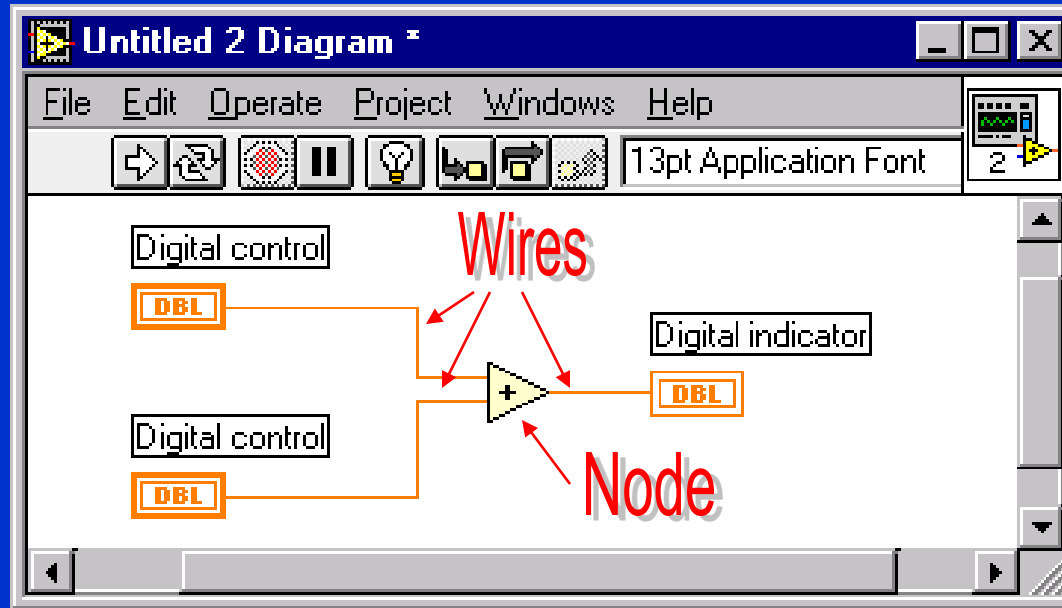 Untitled 2 Diagram *
File Edit Operate Project Windows Help
13pt Application Font
2
Digital control
Wires
DBL
Digital indicator
+
DBL
Digital control
Node
DBL